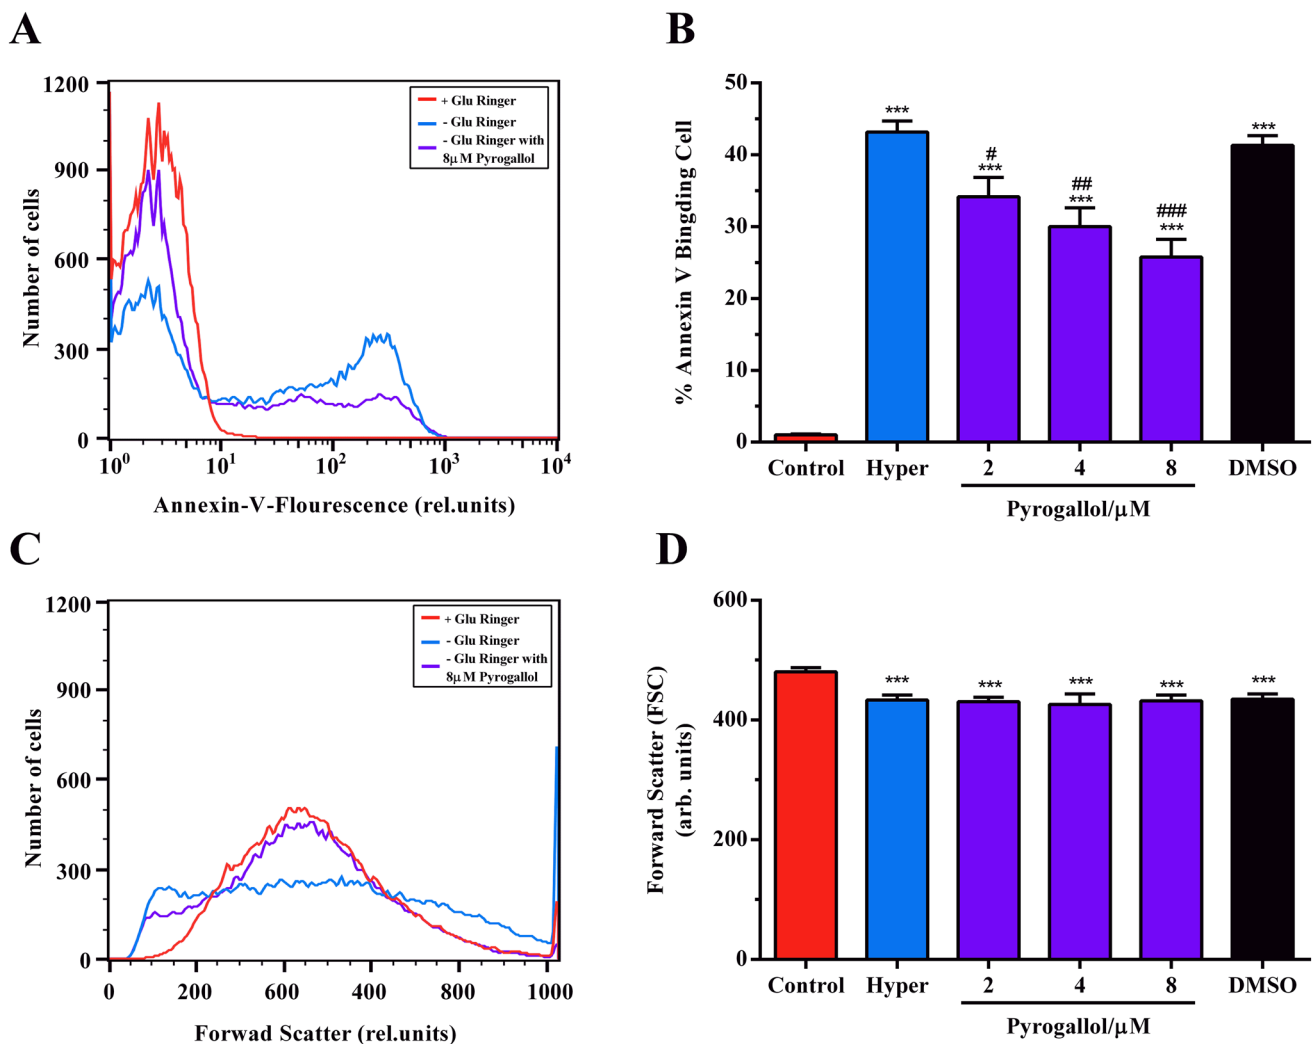 A
1200
900
600
300
0
10⁰
10¹
10²
10³
10⁴
Number of cells
Annexin-V-Flourescence (rel.units)
+ Glu Ringer
- Glu Ringer
- Glu Ringer with
8μM Pyrogallol
B
50
40
30
20
10
0
% Annexin V Bingding Cell
***
#
***
##
***
###
***
***
Control
Hyper
2
4
8
DMSO
Pyrogallol/μM
C
1200
900
600
300
0
0
200
600
400
800
1000
Number of cells
Forwad Scatter (rel.units)
+ Glu Ringer
- Glu Ringer
- Glu Ringer with
8μM Pyrogallol
D
600
400
200
0
Forward Scatter (FSC)
(arb. units)
***
***
***
***
***
Control
Hyper
2
4
8
DMSO
Pyrogallol/μM